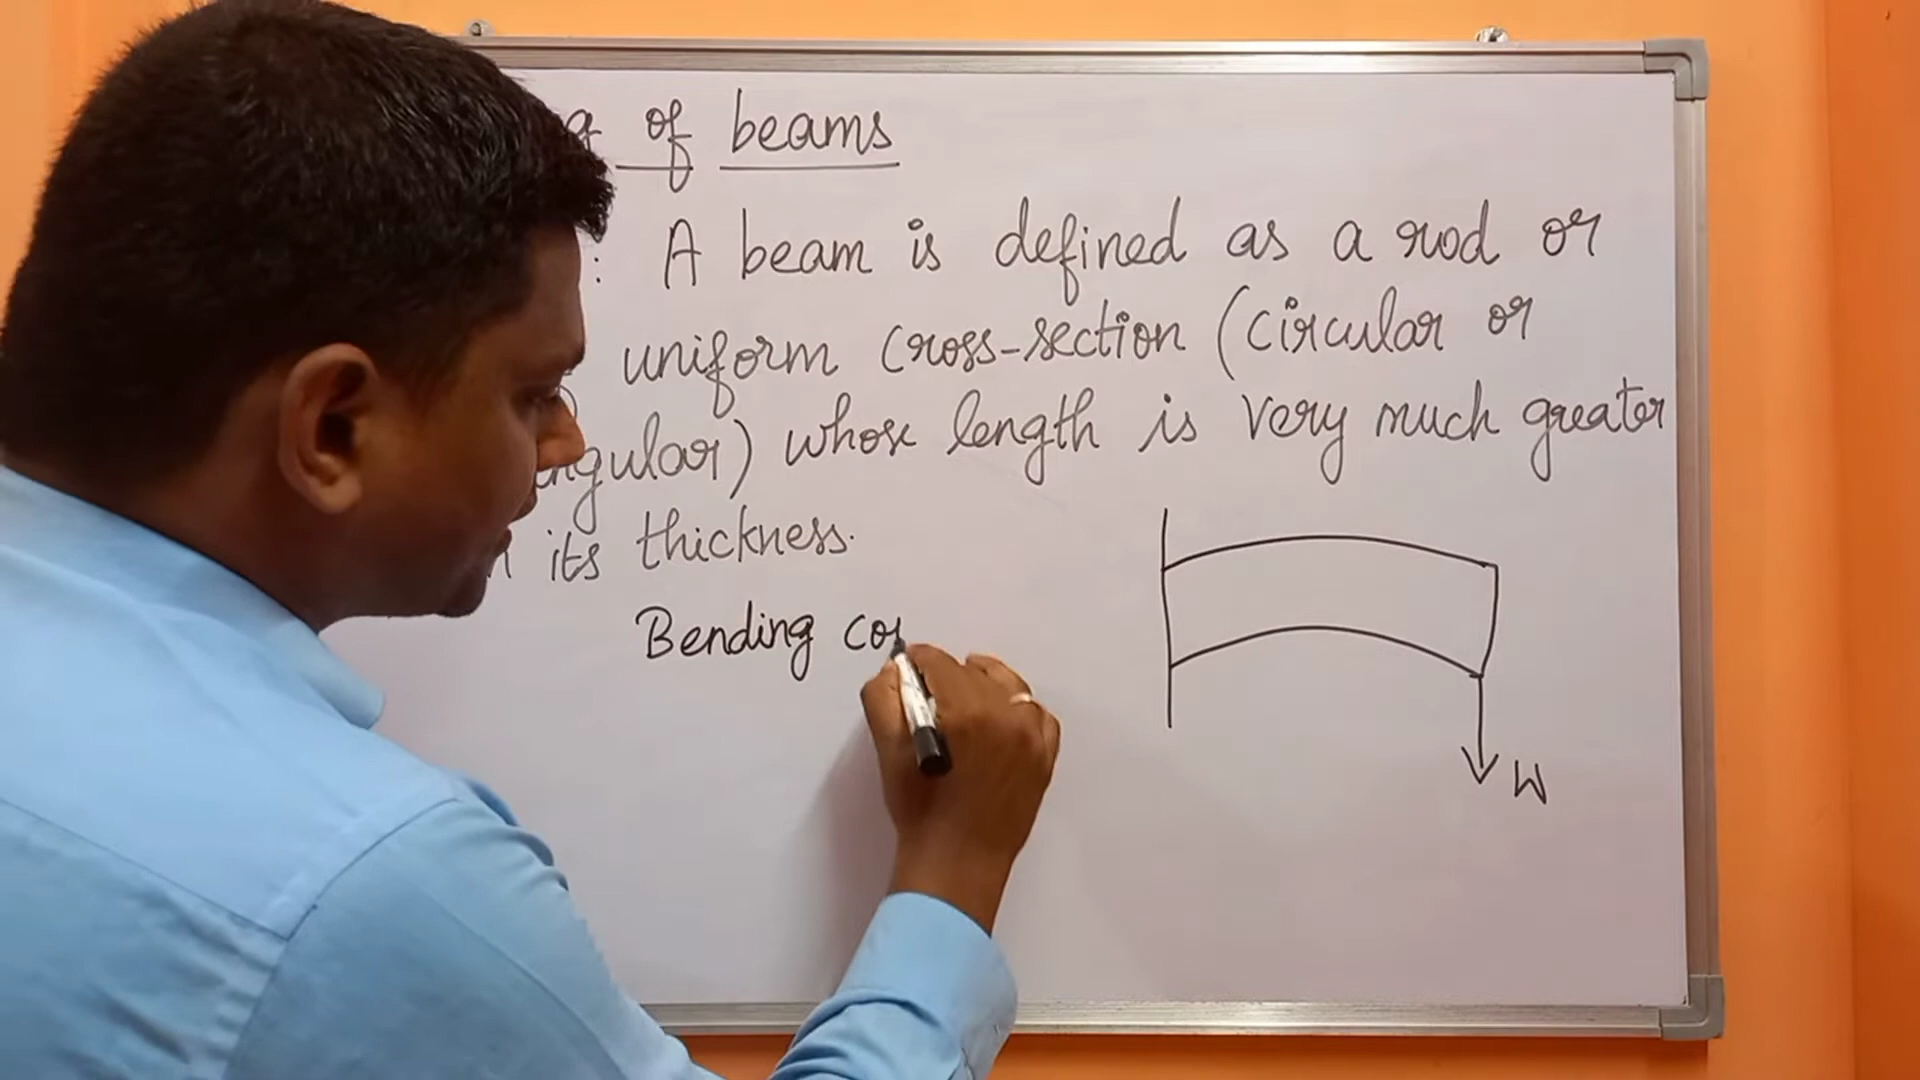 of beams
: A beam is defined as a rod or
uniform cross-section (circular or
ngular) whose length is very much greater
its thickness.
Bending co
W